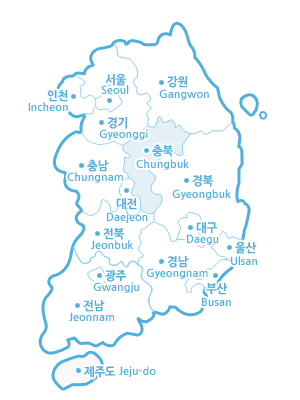 서울
Seoul
강원
Gangwon
인천
Incheon
경기
Gyeonggi
충북
Chungbuk
충남
Chungnam
경북
Gyeongbuk
대전
Daejeon
전북
Jeonbuk
대구
Daegu
울산
Ulsan
경남
Gyeongnam
광주
Gwangju
부산
Busan
전남
Jeonnam
제주도 Jeju-do